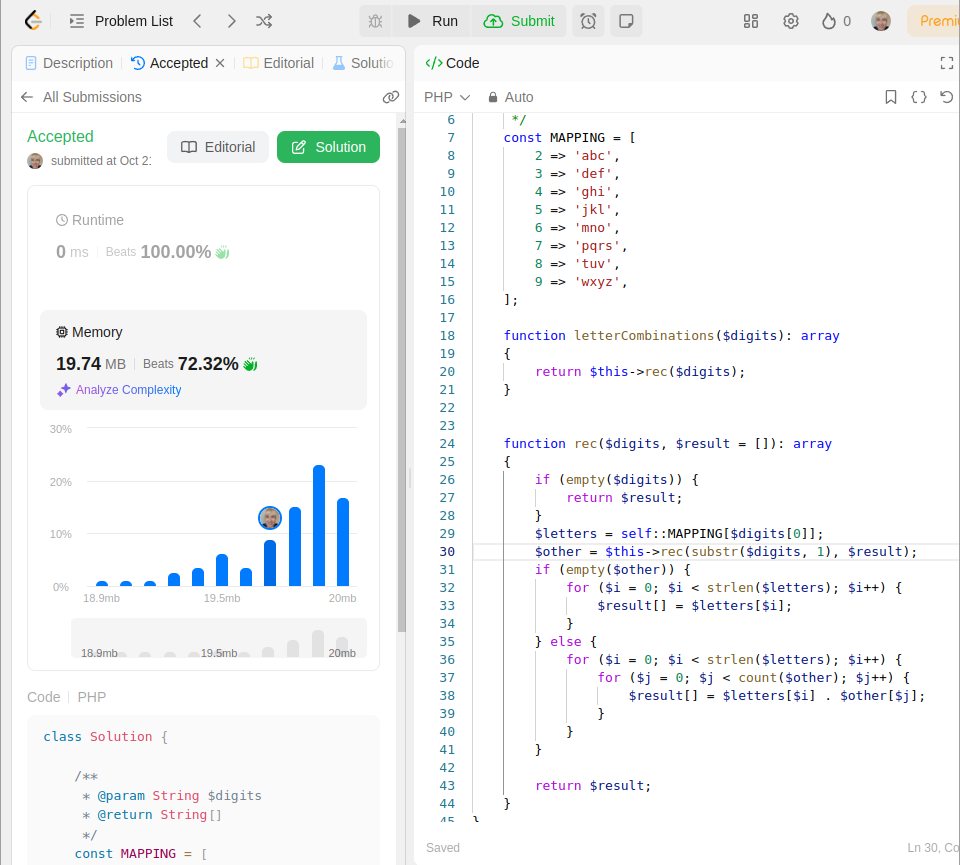 Problem List
Run
Submit
0
Premi
Description
Accepted
Editorial
Solutio
All Submissions
Accepted
submitted at Oct 21
Editorial
Solution
Runtime
0 ms
Beats 100.00%
Memory
19.74 MB
Beats 72.32%
Analyze Complexity
30%
20%
10%
0%
18.9mb 19.5mb 20mb
18.9mb 19.5mb 20mb
Code PHP
class Solution {
/**
* @param String $digits
* @return String[]
*/
const MAPPING = [
</> Code
PHP
Auto
6 */
7 const MAPPING = [
8 2 => 'abc',
9 3 => 'def',
10 4 => 'ghi',
11 5 => 'jkl',
12 6 => 'mno',
13 7 => 'pqrs',
14 8 => 'tuv',
15 9 => 'wxyz',
16 ];
17
18 function letterCombinations($digits): array
19 {
20 return $this->rec($digits);
21 }
22
23
24 function rec($digits, $result = []): array
25 {
26 if (empty($digits)) {
27 return $result;
28 }
29 $letters = self::MAPPING[$digits[0]];
30 $other = $this->rec(substr($digits, 1), $result);
31 if (empty($other)) {
32 for ($i = 0; $i < strlen($letters); $i++) {
33 $result[] = $letters[$i];
34 }
35 } else {
36 for ($i = 0; $i < strlen($letters); $i++) {
37 for ($j = 0; $j < count($other); $j++) {
38 $result[] = $letters[$i] . $other[$j];
39 }
40 }
41 }
42
43 return $result;
44 }
45 }
Saved
Ln 30, Co